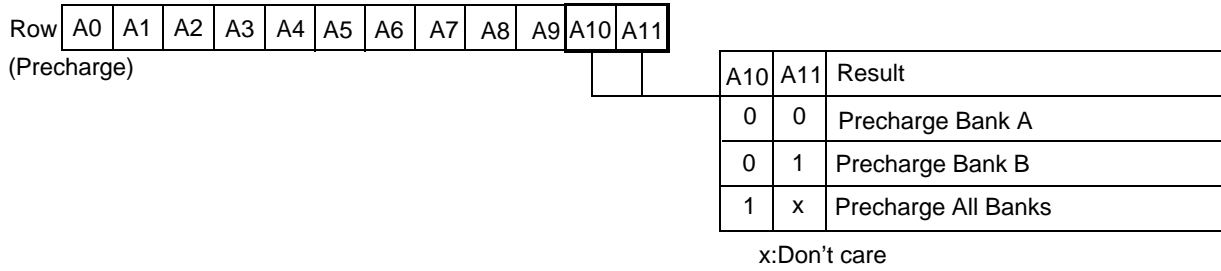 Row A0 A1 A2 A3 A4 A5 A6 A7 A8 A9 A10 A11
(Precharge)
A10 A11 Result
0 0 Precharge Bank A
0 1 Precharge Bank B
1 x Precharge All Banks
x:Don't care